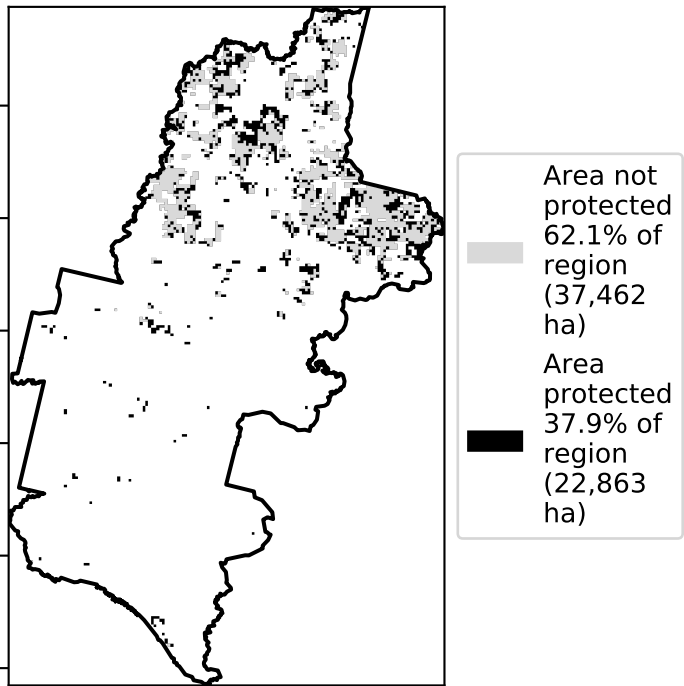 Area not
protected
62.1% of
region
(37,462
ha)
Area
protected
37.9% of
region
(22,863
ha)